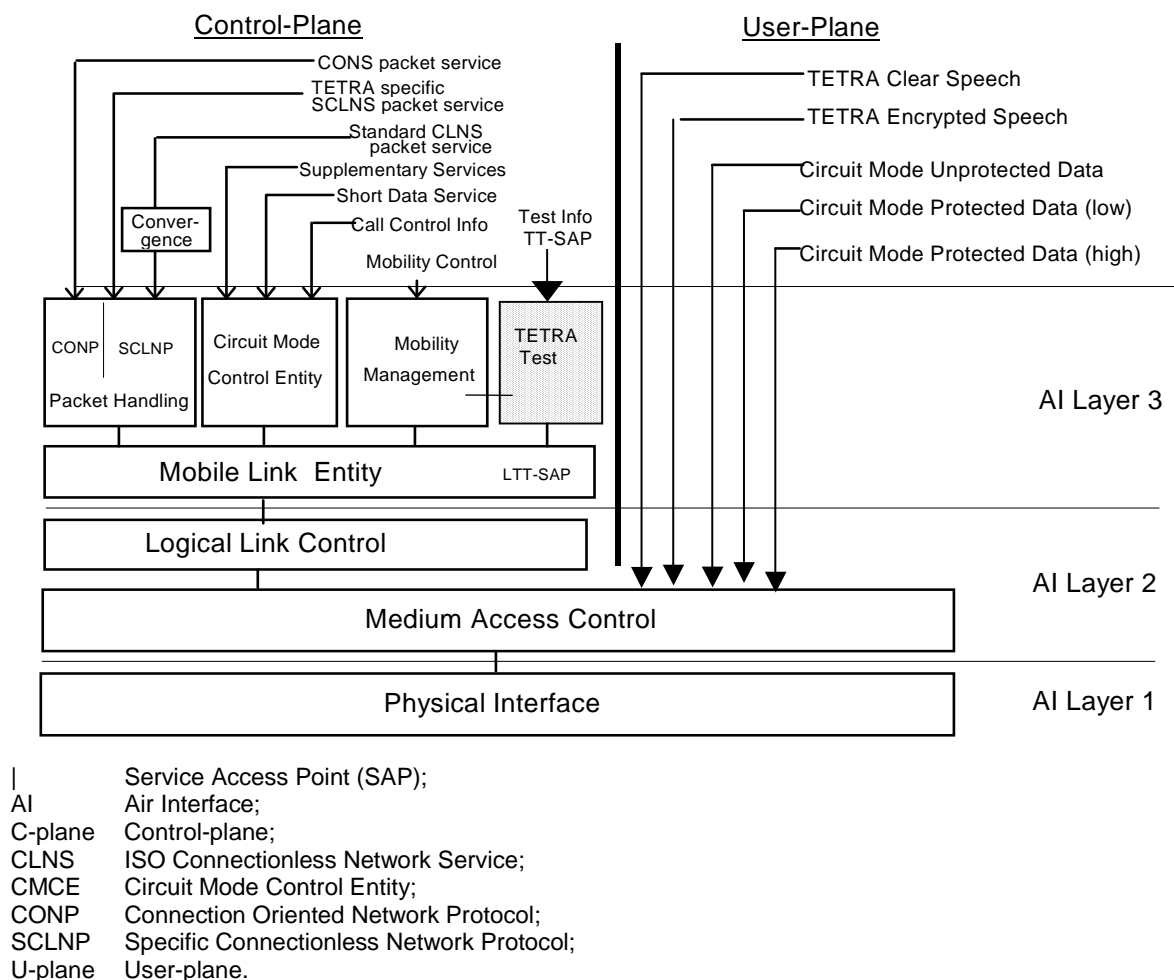 Control-Plane
User-Plane
CONS packet service
TETRA specific
SCLNS packet service
Standard CLNS
packet service
Supplementary Services
Short Data Service
Call Control Info
Mobility Control
Conver-
gence
Test Info
TT-SAP
TETRA Clear Speech
TETRA Encrypted Speech
Circuit Mode Unprotected Data
Circuit Mode Protected Data (low)
Circuit Mode Protected Data (high)
CONP
SCLNP
Packet Handling
Circuit Mode
Control Entity
Mobility
Management
TETRA
Test
AI Layer 3
Mobile Link Entity
LTT-SAP
Logical Link Control
AI Layer 2
Medium Access Control
Physical Interface
AI Layer 1
| Service Access Point (SAP);
AI Air Interface;
C-plane Control-plane;
CLNS ISO Connectionless Network Service;
CMCE Circuit Mode Control Entity;
CONP Connection Oriented Network Protocol;
SCLNP Specific Connectionless Network Protocol;
U-plane User-plane.